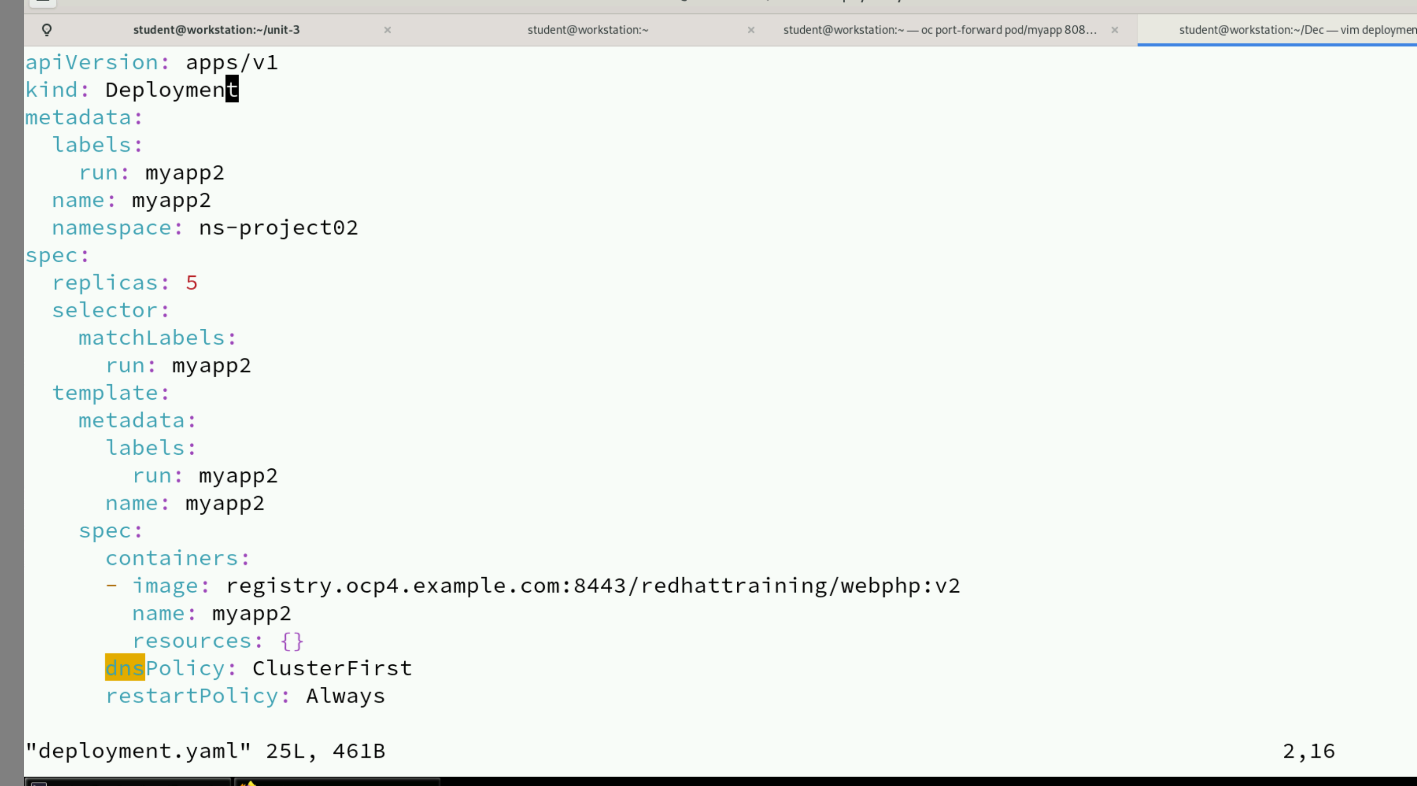 student@workstation:~/unit-3
student@workstation:~
student@workstation:~ — oc port-forward pod/myapp 808…
student@workstation:~/Dec — vim deploymen
apiVersion: apps/v1
kind: Deployment
metadata:
  labels:
    run: myapp2
  name: myapp2
  namespace: ns-project02
spec:
  replicas: 5
  selector:
    matchLabels:
      run: myapp2
  template:
    metadata:
      labels:
        run: myapp2
      name: myapp2
    spec:
      containers:
      - image: registry.ocp4.example.com:8443/redhattraining/webphp:v2
        name: myapp2
        resources: {}
      dnsPolicy: ClusterFirst
      restartPolicy: Always
"deployment.yaml" 25L, 461B
2,16